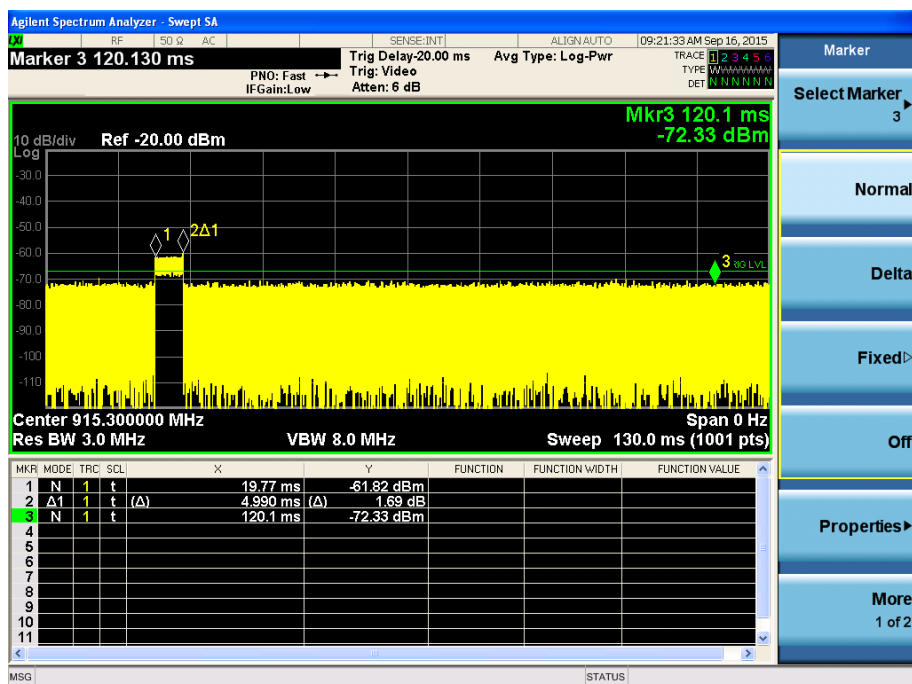 Agilent Spectrum Analyzer - Swept SA
LXI RF 50 Ω AC SENSE:INT ALIGN AUTO 09:21:33 AM Sep 16, 2015
Marker 3 120.130 ms
PNO: Fast
IFGain:Low
Trig Delay-20.00 ms
Trig: Video
Atten: 6 dB
Avg Type: Log-Pwr
TRACE 1 2 3 4 5 6
TYPE WWWWWW
DET N N N N N N
Mkr3 120.1 ms
-72.33 dBm
10 dB/div Ref -20.00 dBm
Log
-30.0
-40.0
-50.0
-60.0
-70.0
-80.0
-90.0
-100
-110
1
2Δ1
3
RIG LVL
Center 915.300000 MHz Span 0 Hz
Res BW 3.0 MHz VBW 8.0 MHz Sweep 130.0 ms (1001 pts)
MKR MODE TRC SCL X Y FUNCTION FUNCTION WIDTH FUNCTION VALUE
1 N 1 t 19.77 ms -61.82 dBm
2 Δ1 1 t (Δ) 4.990 ms (Δ) 1.69 dB
3 N 1 t 120.1 ms -72.33 dBm
4
5
6
7
8
9
10
11
MSG STATUS
Marker
Select Marker
3
Normal
Delta
Fixed
Off
Properties
More
1 of 2